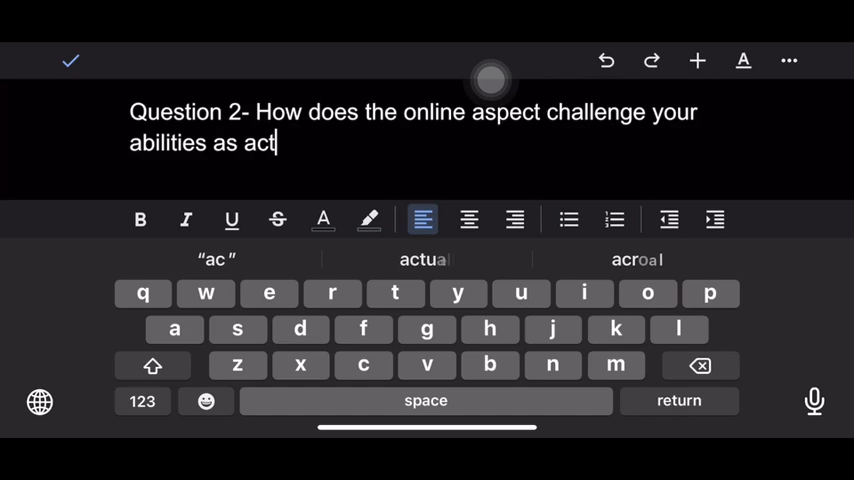 Question 2- How does the online aspect challenge your
abilities as act
B I U S A
“ac” actual acroal
q w e r t y u i o p
a s d f g h j k l
z x c v b n m
123 space return